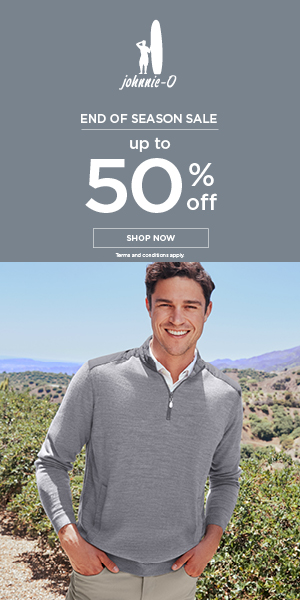 johnnie-O
END OF SEASON SALE
up to
50%
off
SHOP NOW
Terms and conditions apply.